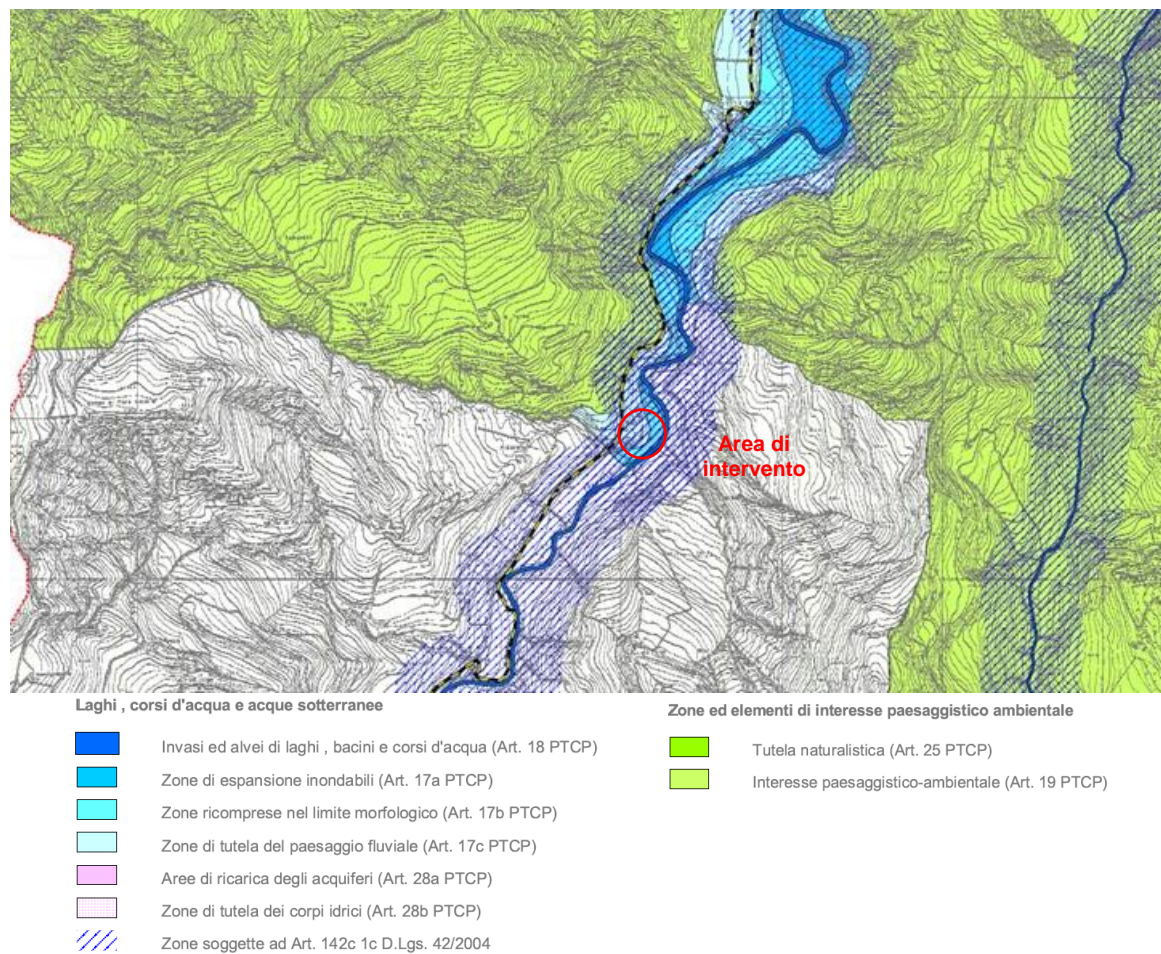 Area di
intervento
Laghi , corsi d'acqua e acque sotterranee
Invasi ed alvei di laghi , bacini e corsi d'acqua (Art. 18 PTCP)
Zone di espansione inondabili (Art. 17a PTCP)
Zone ricomprese nel limite morfologico (Art. 17b PTCP)
Zone di tutela del paesaggio fluviale (Art. 17c PTCP)
Aree di ricarica degli acquiferi (Art. 28a PTCP)
Zone di tutela dei corpi idrici (Art. 28b PTCP)
Zone soggette ad Art. 142c 1c D.Lgs. 42/2004
Zone ed elementi di interesse paesaggistico ambientale
Tutela naturalistica (Art. 25 PTCP)
Interesse paesaggistico-ambientale (Art. 19 PTCP)